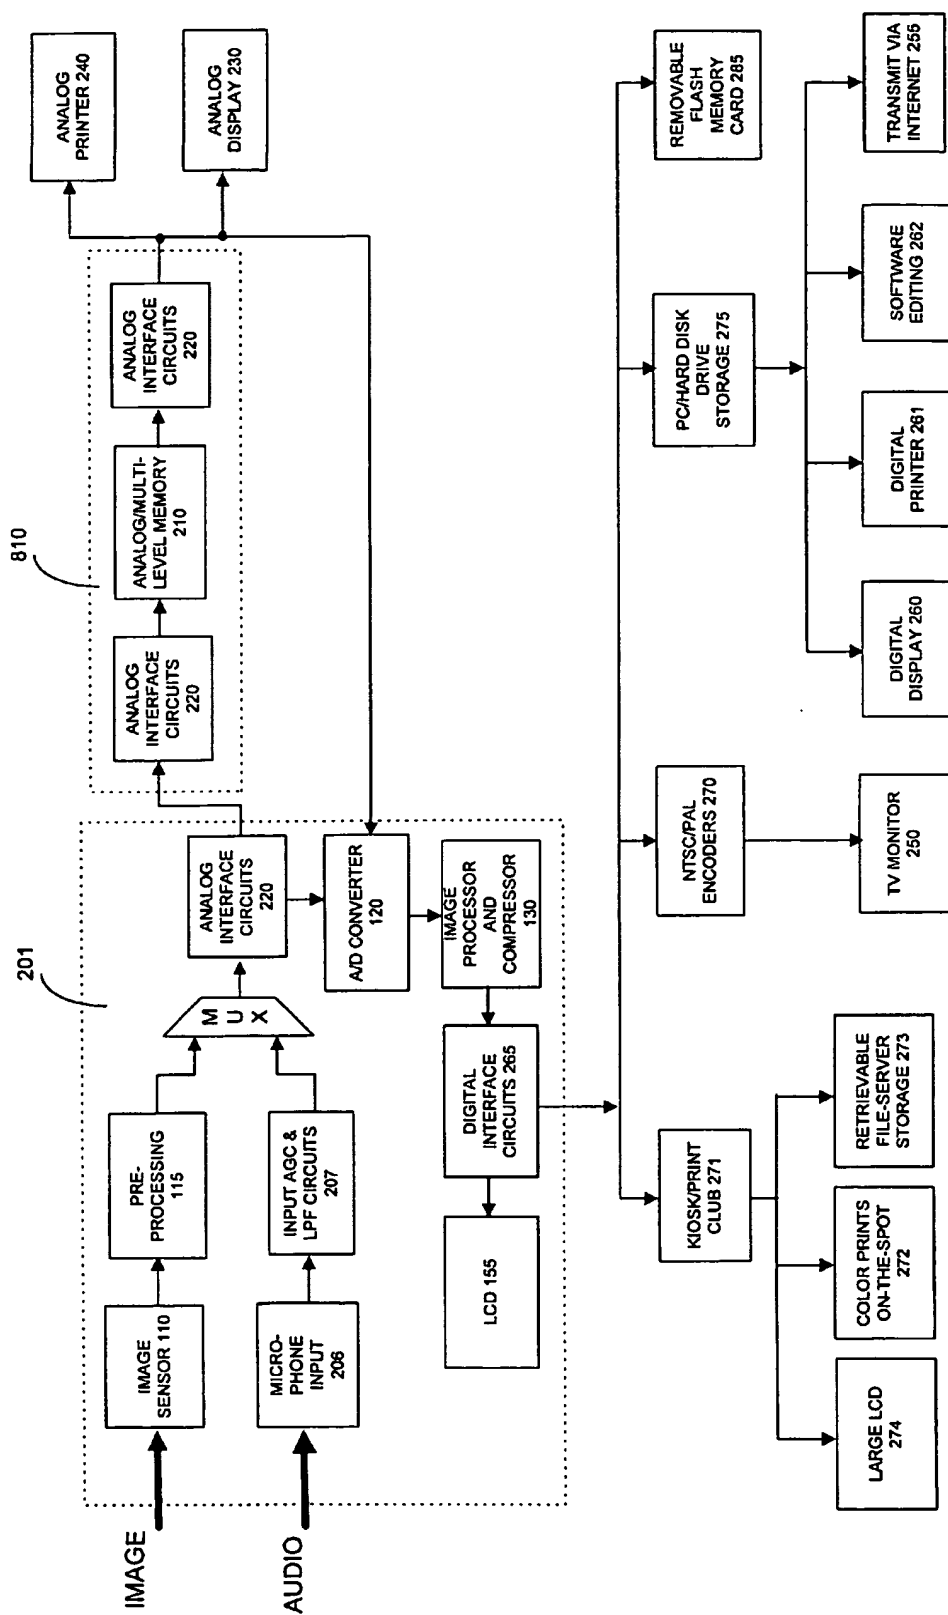 IMAGE
AUDIO
201
IMAGE
SENSOR 110
PRE-
PROCESSING
115
MICRO-
PHONE
INPUT
206
INPUT AGC &
LPF CIRCUITS
207
M
U
X
ANALOG
INTERFACE
CIRCUITS
220
A/D CONVERTER
120
IMAGE
PROCESSOR
AND
COMPRESSOR
130
DIGITAL
INTERFACE
CIRCUITS 265
LCD 155
810
ANALOG
INTERFACE
CIRCUITS
220
ANALOG/MULTI-
LEVEL MEMORY
210
ANALOG
INTERFACE
CIRCUITS
220
ANALOG
PRINTER 240
ANALOG
DISPLAY 230
KIOSK/PRINT
CLUB 271
NTSC/PAL
ENCODERS 270
PC/HARD DISK
DRIVE
STORAGE 275
REMOVABLE
FLASH
MEMORY
CARD 285
LARGE LCD
274
COLOR PRINTS
ON-THE-SPOT
272
RETRIEVABLE
FILE-SERVER
STORAGE 273
TV MONITOR
250
DIGITAL
DISPLAY 260
DIGITAL
PRINTER 261
SOFTWARE
EDITING 262
TRANSMIT VIA
INTERNET 255